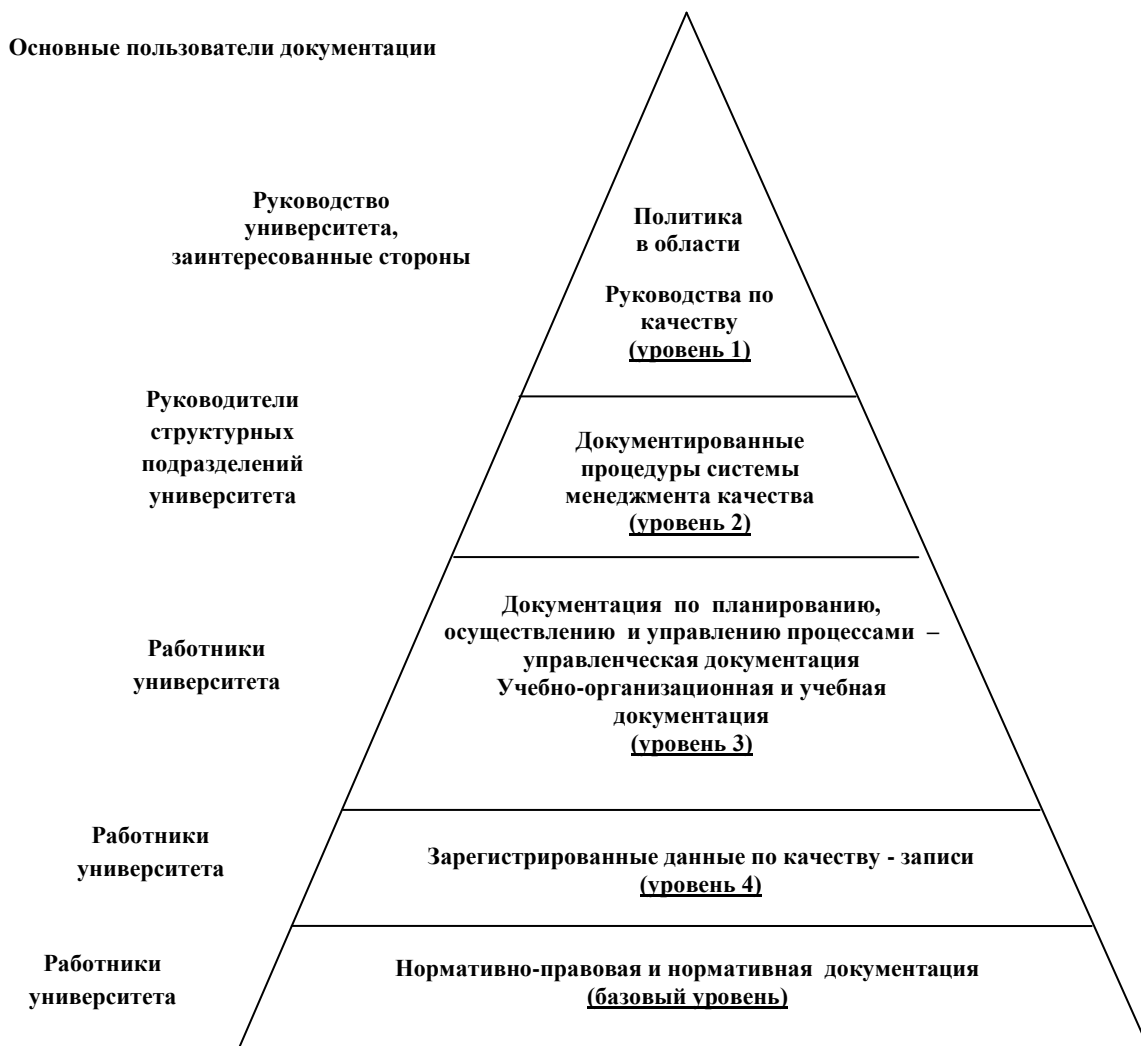 Основные пользователи документации
Руководство
университета,
заинтересованные стороны
Политика
в области
Руководства по
качеству
(уровень 1)
Руководители
структурных
подразделений
университета
Документированные
процедуры системы
менеджмента качества
(уровень 2)
Работники
университета
Документация по планированию,
осуществлению и управлению процессами –
управленческая документация
Учебно-организационная и учебная
документация
(уровень 3)
Работники
университета
Зарегистрированные данные по качеству - записи
(уровень 4)
Работники
университета
Нормативно-правовая и нормативная документация
(базовый уровень)